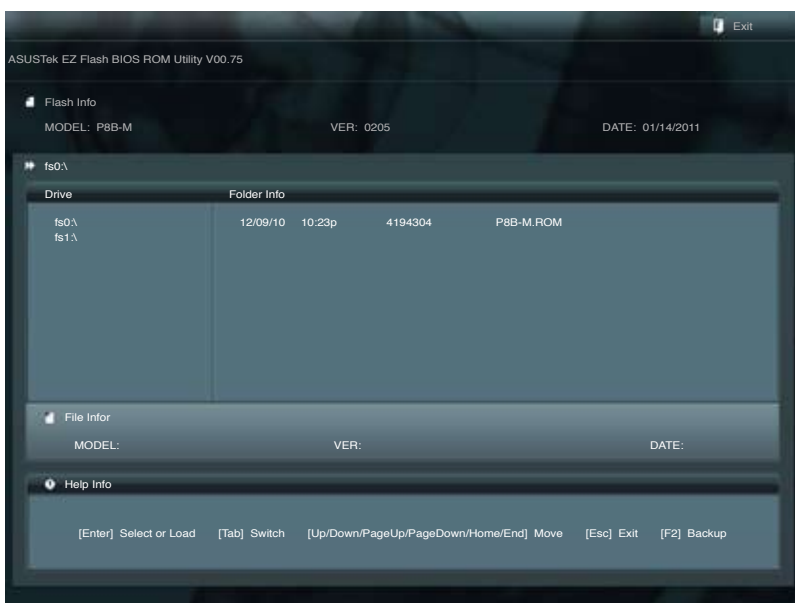 Exit
ASUSTek EZ Flash BIOS ROM Utility V00.75
Flash Info
MODEL: P8B-M VER: 0205 DATE: 01/14/2011
fs0:\
Drive Folder Info
fs0:\ 12/09/10 10:23p 4194304 P8B-M.ROM
fs1:\
File Infor
MODEL: VER: DATE:
Help Info
[Enter] Select or Load [Tab] Switch [Up/Down/PageUp/PageDown/Home/End] Move [Esc] Exit [F2] Backup